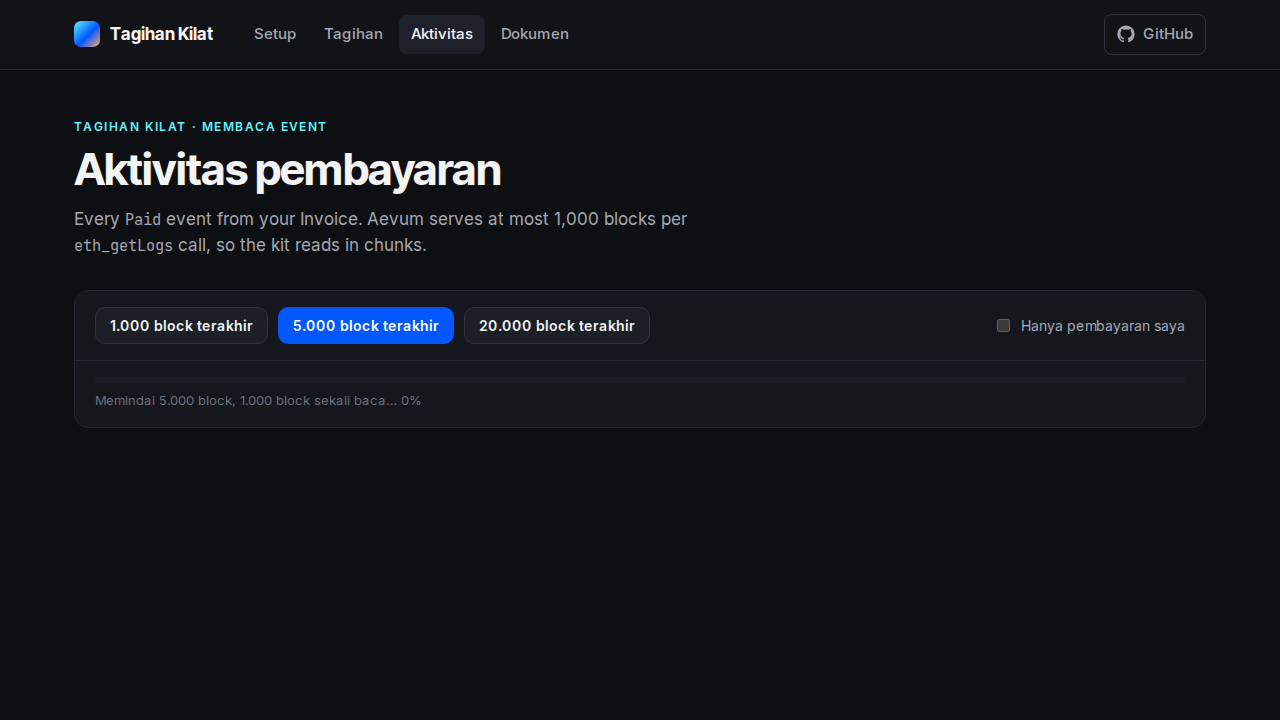 Tagihan Kilat
Setup
Tagihan
Aktivitas
Dokumen
GitHub
TAGIHAN KILAT · MEMBACA EVENT
Aktivitas pembayaran
Every Paid event from your Invoice. Aevum serves at most 1,000 blocks per
eth_getLogs call, so the kit reads in chunks.
1.000 block terakhir
5.000 block terakhir
20.000 block terakhir
Hanya pembayaran saya
Memindai 5.000 block, 1.000 block sekali baca… 0%